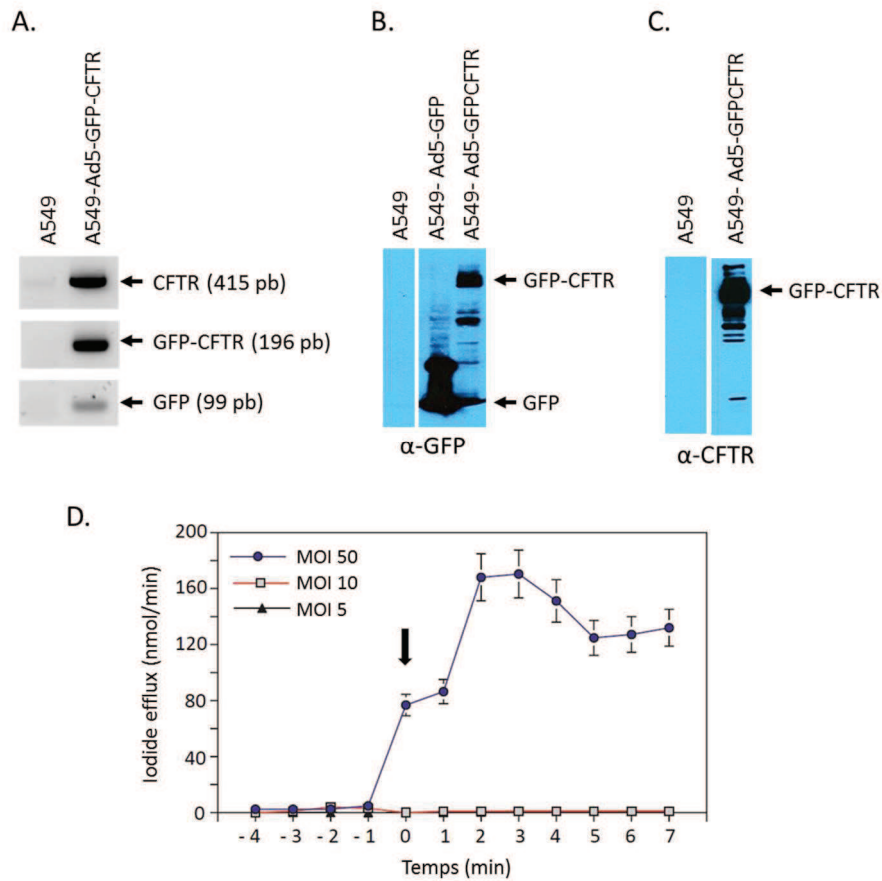 A.
A549
A549-Ad5-GFP-CFTR
CFTR (415 pb)
GFP-CFTR (196 pb)
GFP (99 pb)
B.
A549
A549- Ad5-GFP
A549- Ad5-GFPCFTR
GFP-CFTR
GFP
α-GFP
C.
A549
A549- Ad5-GFPCFTR
GFP-CFTR
α-CFTR
D.
Iodide efflux (nmol/min)
200
160
120
80
40
0
MOI 50
MOI 10
MOI 5
- 4 - 3 - 2 - 1 0 1 2 3 4 5 6 7
Temps (min)